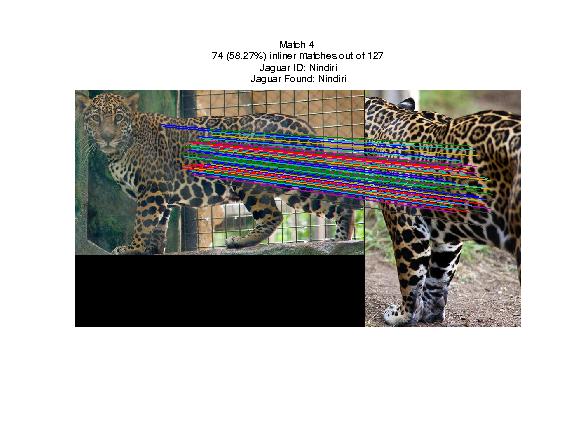 Match 4
74 (58.27%) inliner matches out of 127
Jaguar ID: Nindiri
Jaguar Found: Nindiri